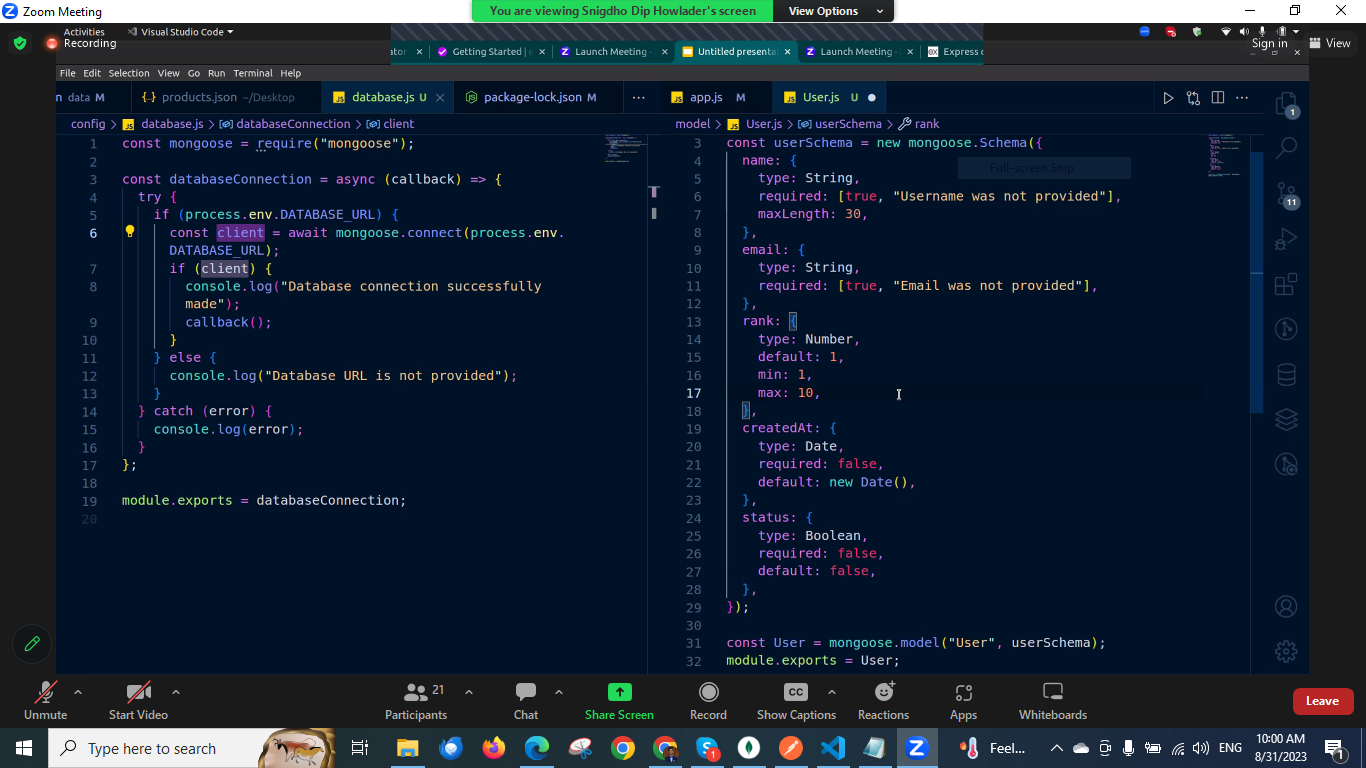 Zoom Meeting
You are viewing Snigdho Dip Howlader's screen
View Options
Activities
Visual Studio Code
Recording
Sign in
View
Getting Started |
Launch Meeting -
Untitled presenta
Launch Meeting -
Express
File Edit Selection View Go Run Terminal Help
data M
products.json ~/Desktop
database.js U
package-lock.json M
app.js M
User.js U
config > database.js > databaseConnection > client
model > User.js > userSchema > rank
1 const mongoose = require("mongoose");
2
3 const databaseConnection = async (callback) => {
4 try {
5 if (process.env.DATABASE_URL) {
6 const client = await mongoose.connect(process.env.
DATABASE_URL);
7 if (client) {
8 console.log("Database connection successfully
made");
9 callback();
10 }
11 } else {
12 console.log("Database URL is not provided");
13 }
14 } catch (error) {
15 console.log(error);
16 }
17 };
18
19 module.exports = databaseConnection;
20
3 const userSchema = new mongoose.Schema({
4 name: {
Full-screen Snip
5 type: String,
6 required: [true, "Username was not provided"],
7 maxLength: 30,
8 },
9 email: {
10 type: String,
11 required: [true, "Email was not provided"],
12 },
13 rank: {
14 type: Number,
15 default: 1,
16 min: 1,
17 max: 10,
18 },
19 createdAt: {
20 type: Date,
21 required: false,
22 default: new Date(),
23 },
24 status: {
25 type: Boolean,
26 required: false,
27 default: false,
28 },
29 });
30
31 const User = mongoose.model("User", userSchema);
32 module.exports = User;
1
11
Unmute
Start Video
21
Participants
Chat
Share Screen
Record
CC
Show Captions
Reactions
Apps
Whiteboards
Leave
Type here to search
1
Feel...
ENG
10:00 AM
8/31/2023
1